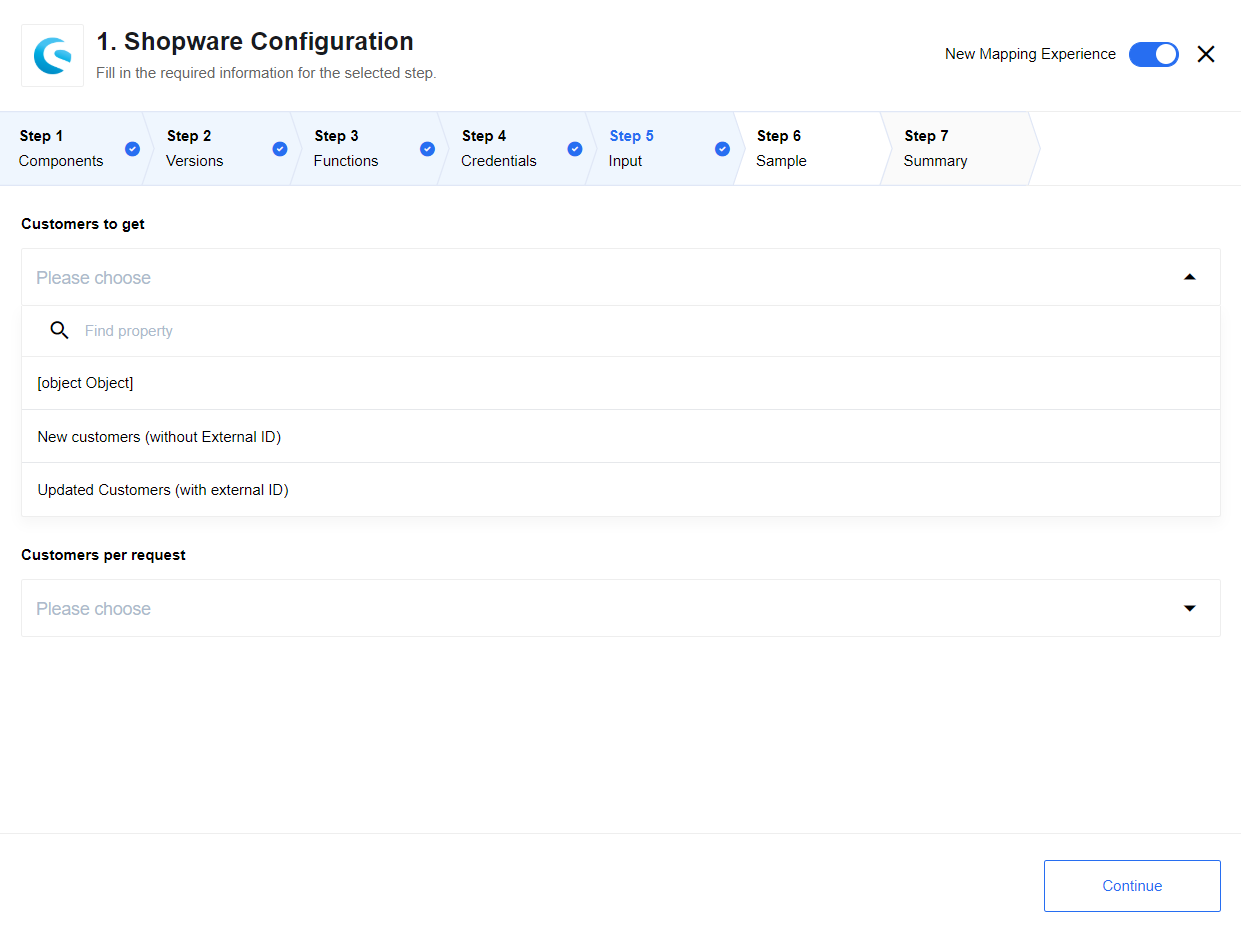 1. Shopware Configuration
Fill in the required information for the selected step.
New Mapping Experience
Step 1
Components
Step 2
Versions
Step 3
Functions
Step 4
Credentials
Step 5
Input
Step 6
Sample
Step 7
Summary
Customers to get
Please choose
Find property
[object Object]
New customers (without External ID)
Updated Customers (with external ID)
Customers per request
Please choose
Continue